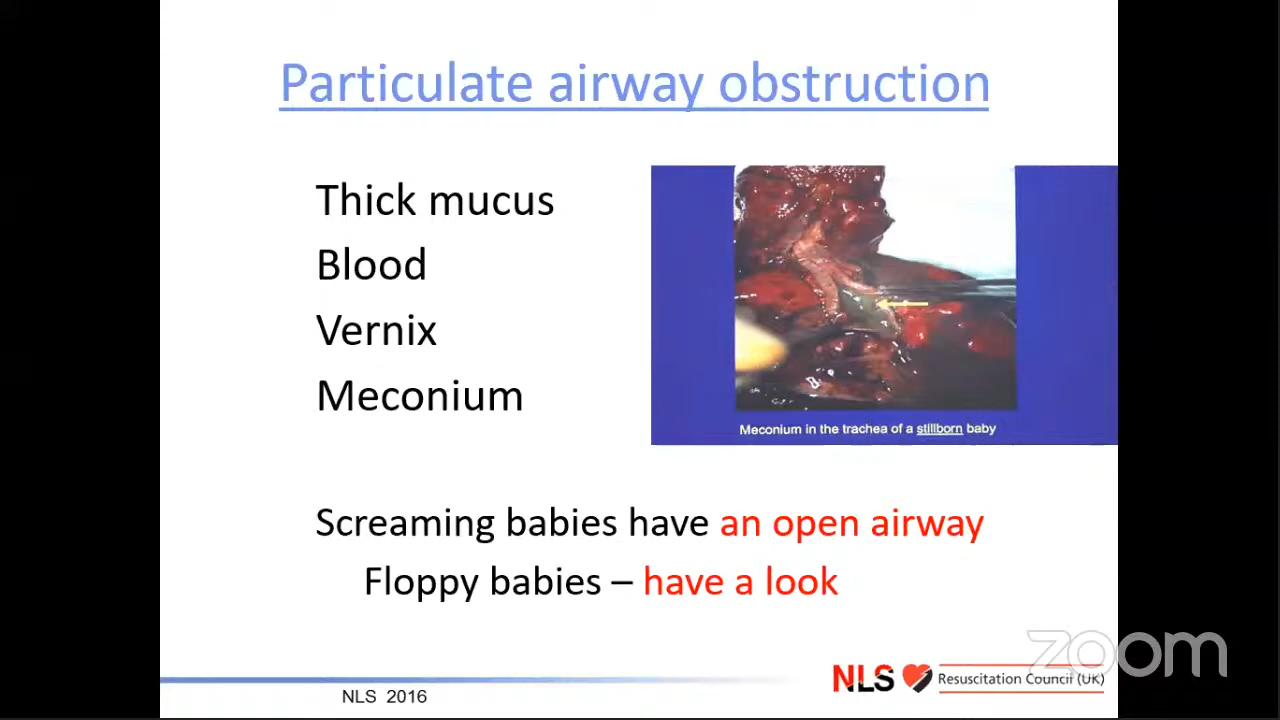 Particulate airway obstruction
Thick mucus
Blood
Vernix
Meconium
Meconium in the trachea of a stillborn baby
Screaming babies have an open airway
Floppy babies – have a look
zoom
NLS Resuscitation Council (UK)
NLS 2016